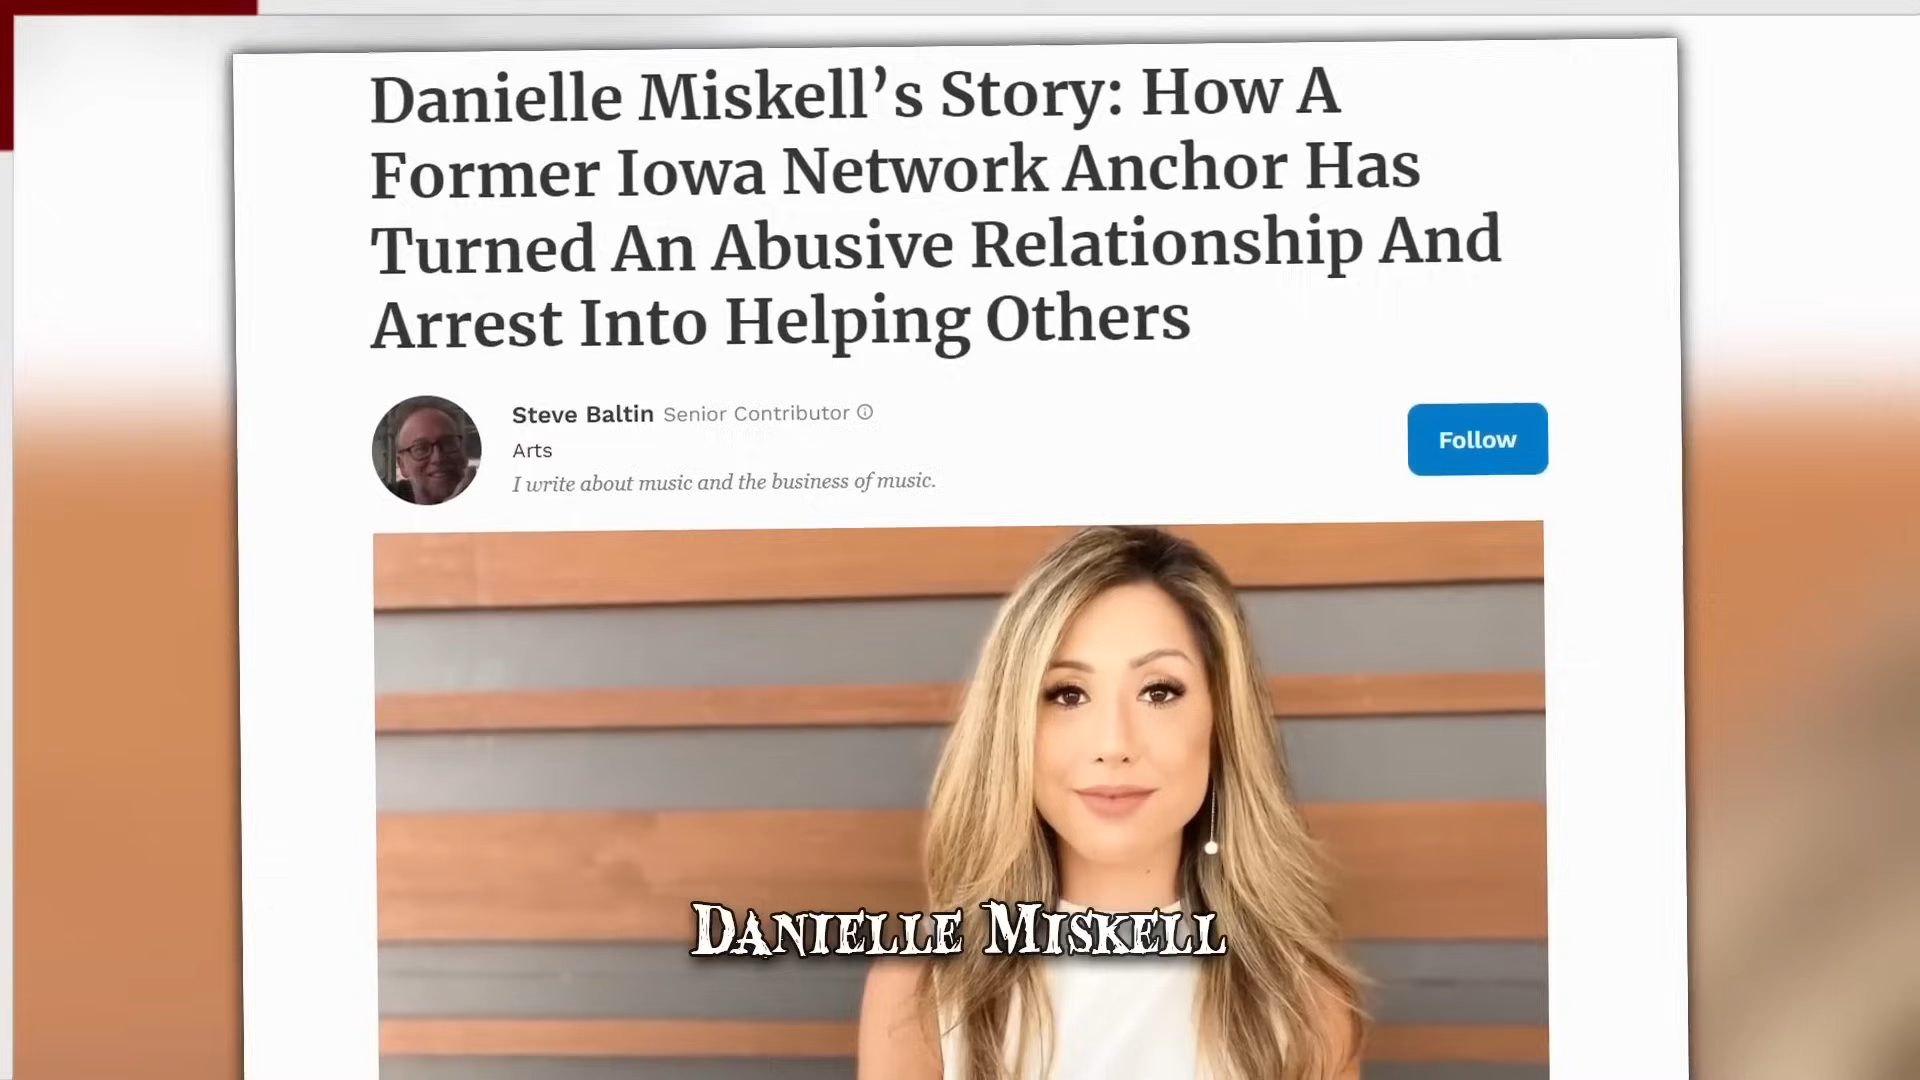 Danielle Miskell’s Story: How A
Former Iowa Network Anchor Has
Turned An Abusive Relationship And
Arrest Into Helping Others
Steve Baltin Senior Contributor
Arts
I write about music and the business of music.
Follow
DANIELLE MISKELL